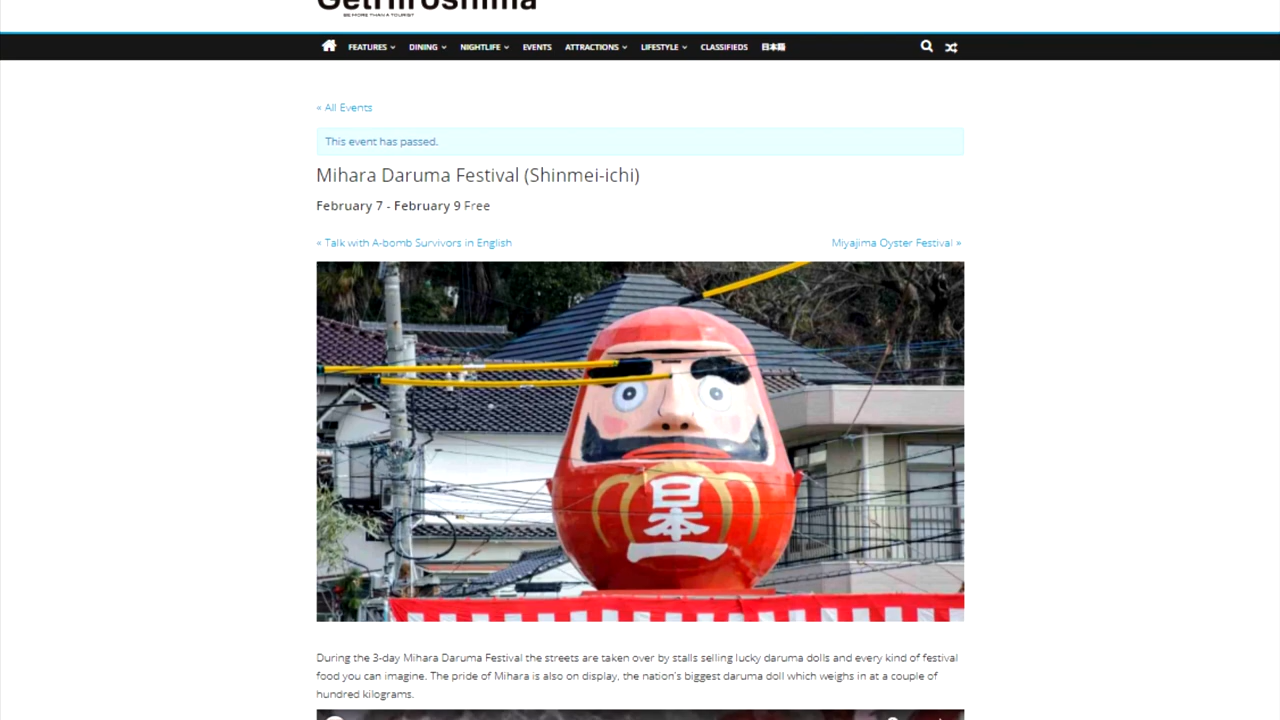 GetHiroshima
BE MORE THAN A TOURIST
FEATURES DINING NIGHTLIFE EVENTS ATTRACTIONS LIFESTYLE CLASSIFIEDS 日本語
« All Events
This event has passed.
Mihara Daruma Festival (Shinmei-ichi)
February 7 - February 9 Free
« Talk with A-bomb Survivors in English
Miyajima Oyster Festival »
日本一
During the 3-day Mihara Daruma Festival the streets are taken over by stalls selling lucky daruma dolls and every kind of festival
food you can imagine. The pride of Mihara is also on display, the nation's biggest daruma doll which weighs in at a couple of
hundred kilograms.